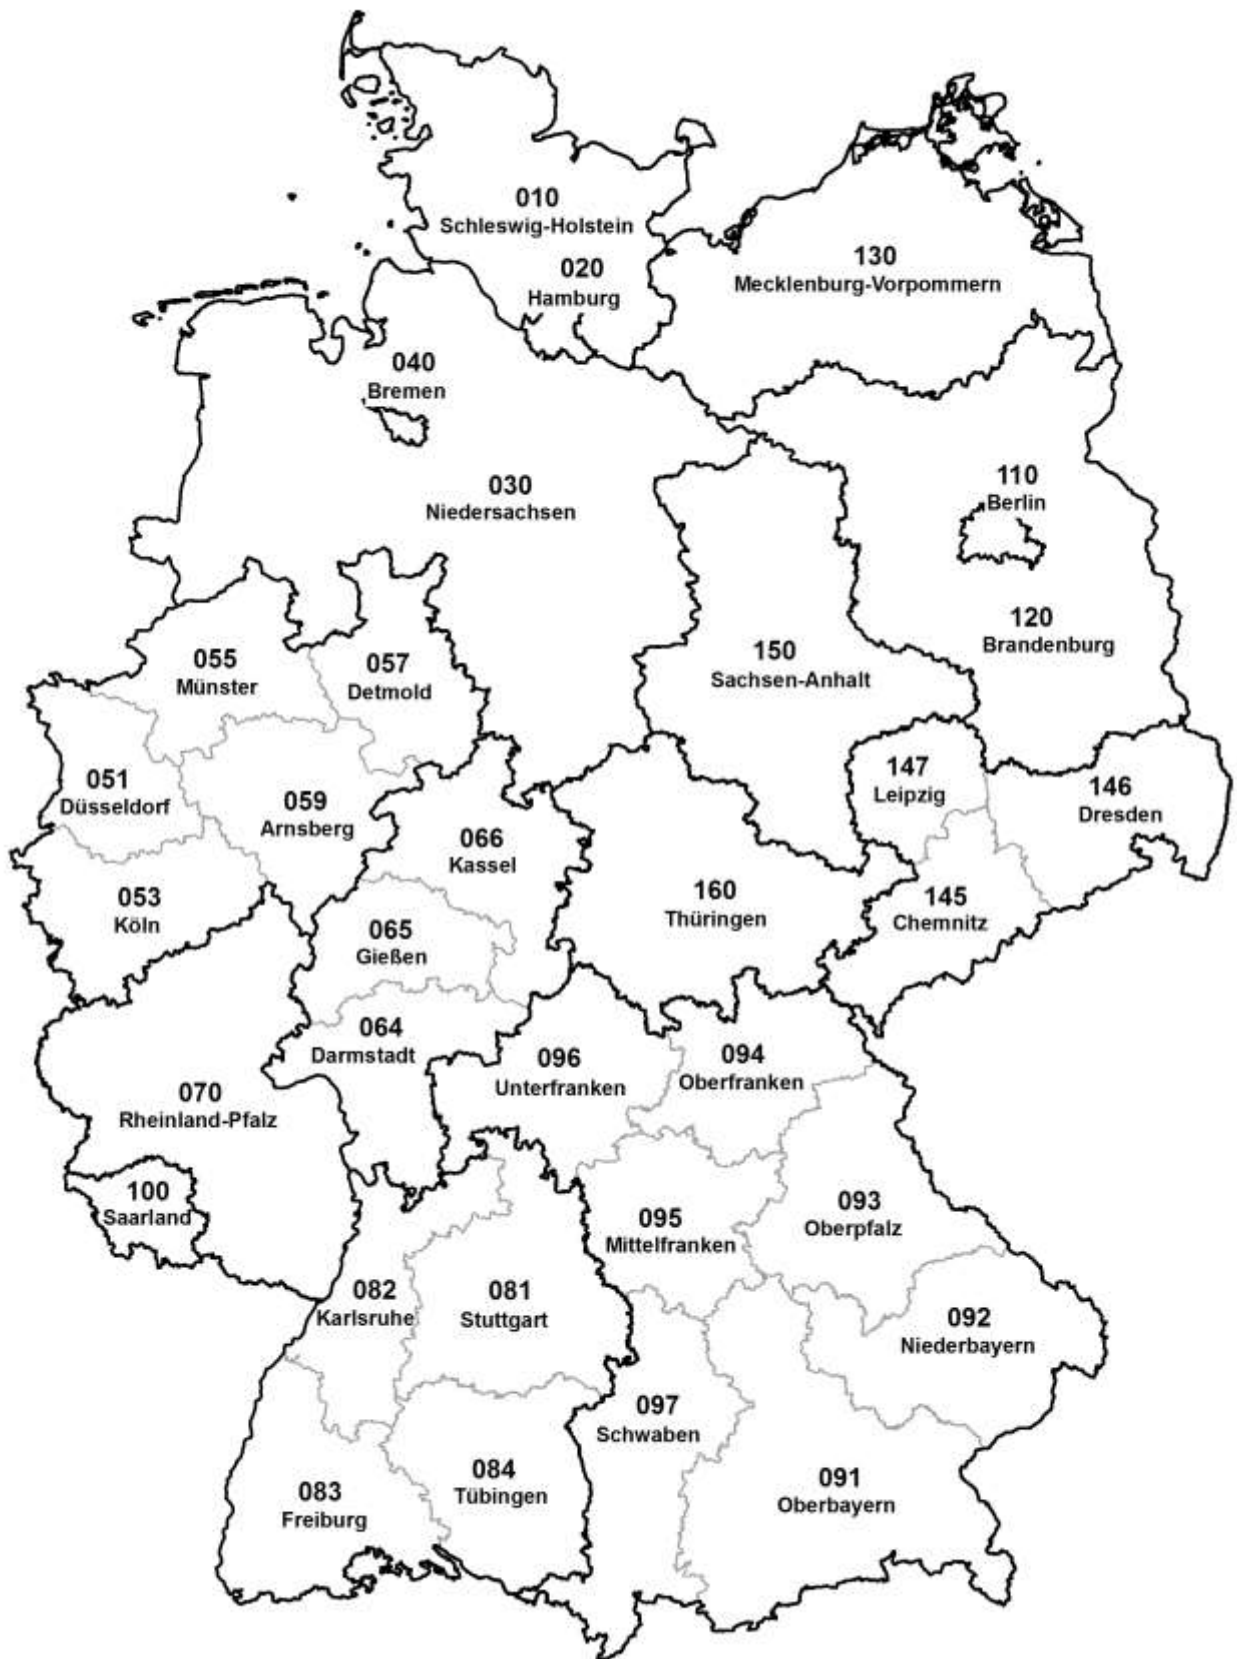 010
Schleswig-Holstein
020
Hamburg
130
Mecklenburg-Vorpommern
040
Bremen
030
Niedersachsen
110
Berlin
120
Brandenburg
055
Münster
057
Detmold
150
Sachsen-Anhalt
051
Düsseldorf
059
Arnsberg
066
Kassel
147
Leipzig
146
Dresden
053
Köln
065
Gießen
160
Thüringen
145
Chemnitz
064
Darmstadt
096
Unterfranken
094
Oberfranken
070
Rheinland-Pfalz
100
Saarland
095
Mittelfranken
093
Oberpfalz
082
Karlsruhe
081
Stuttgart
092
Niederbayern
097
Schwaben
083
Freiburg
084
Tübingen
091
Oberbayern